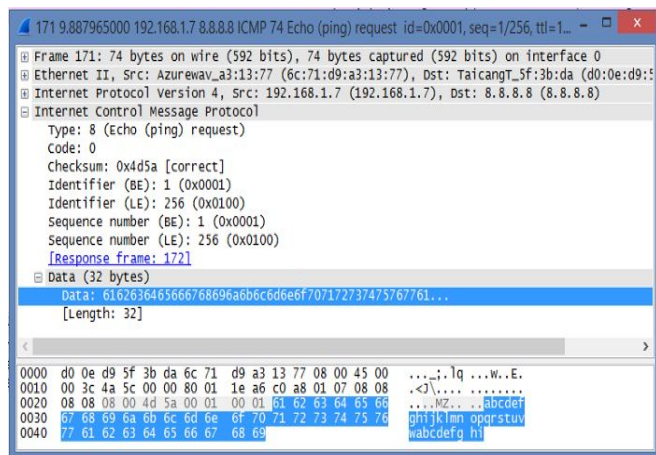 171 9.887965000 192.168.1.7 8.8.8.8 ICMP 74 Echo (ping) request id=0x0001, seq=1/256, ttl=1...
Frame 171: 74 bytes on wire (592 bits), 74 bytes captured (592 bits) on interface 0
Ethernet II, Src: Azurewav_a3:13:77 (6c:71:d9:a3:13:77), Dst: TaicangT_5f:3b:da (d0:0e:d9:5
Internet Protocol Version 4, Src: 192.168.1.7 (192.168.1.7), Dst: 8.8.8.8 (8.8.8.8)
Internet Control Message Protocol
Type: 8 (Echo (ping) request)
Code: 0
Checksum: 0x4d5a [correct]
Identifier (BE): 1 (0x0001)
Identifier (LE): 256 (0x0100)
Sequence number (BE): 1 (0x0001)
Sequence number (LE): 256 (0x0100)
[Response frame: 172]
Data (32 bytes)
Data: 6162636465666768696a6b6c6d6e6f7071727374757677​61...
[Length: 32]
0000 d0 0e d9 5f 3b da 6c 71 d9 a3 13 77 08 00 45 00 ..._;.lq ...w..E.
0010 00 3c 4a 5c 00 00 80 01 1e a6 c0 a8 01 07 08 08 .<J\.... ........
0020 08 08 08 00 4d 5a 00 01 00 01 61 62 63 64 65 66 ....MZ.. ..abcdef
0030 67 68 69 6a 6b 6c 6d 6e 6f 70 71 72 73 74 75 76 ghijklmn opqrstuv
0040 77 61 62 63 64 65 66 67 68 69 wabcdefg hi